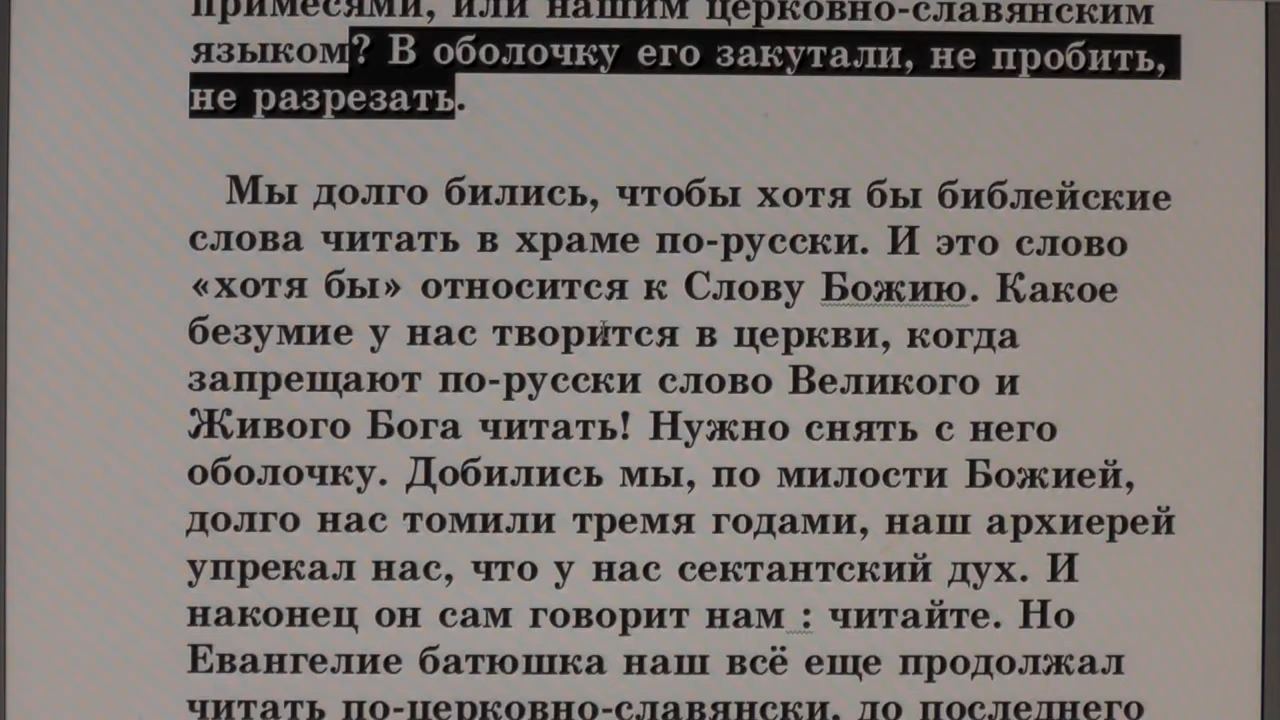 примесями, или нашим церковно-славянским
языком? В оболочку его закутали, не пробить,
не разрезать.
Мы долго бились, чтобы хотя бы библейские
слова читать в храме по-русски. И это слово
«хотя бы» относится к Слову Божию. Какое
безумие у нас творится в церкви, когда
запрещают по-русски слово Великого и
Живого Бога читать! Нужно снять с него
оболочку. Добились мы, по милости Божией,
долго нас томили тремя годами, наш архиерей
упрекал нас, что у нас сектантский дух. И
наконец он сам говорит нам : читайте. Но
Евангелие батюшка наш всё еще продолжал
читать по-церковно-славянски, до последнего